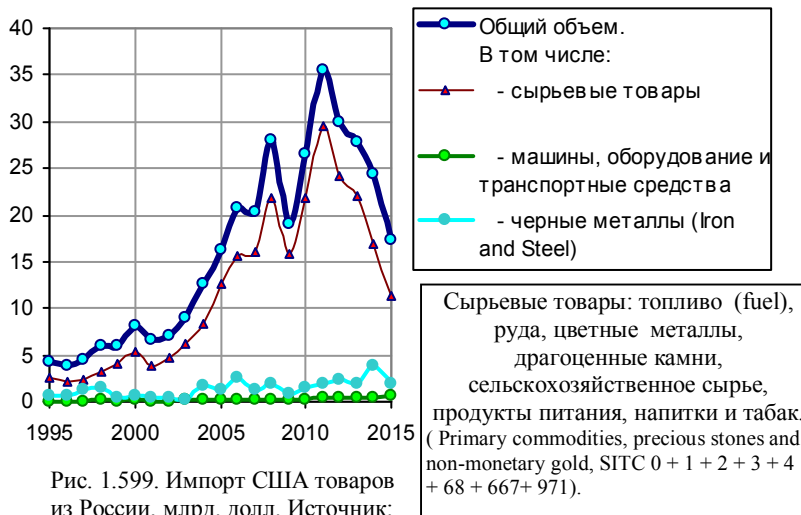 40
35
30
25
20
15
10
5
0
1995
2000
2005
2010
2015
Общий объем.
В том числе:
- сырьевые товары
- машины, оборудование и
транспортные средства
- черные металлы (Iron
and Steel)
Сырьевые товары: топливо (fuel),
руда, цветные металлы,
драгоценные камни,
сельскохозяйственное сырье,
продукты питания, напитки и табак.
( Primary commodities, precious stones and
non-monetary gold, SITC 0 + 1 + 2 + 3 + 4
+ 68 + 667+ 971).
Рис. 1.599. Импорт США товаров
из России, млрд. долл. Источник: